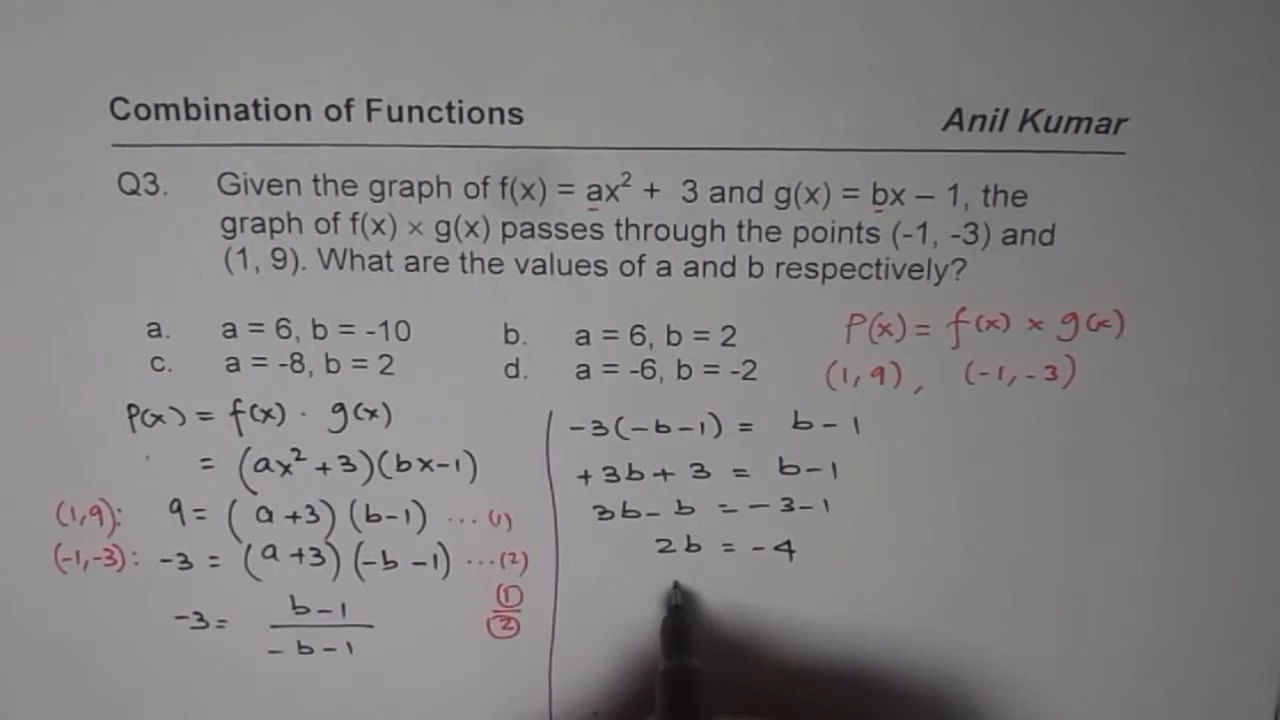 Combination of Functions
Anil Kumar
Q3. Given the graph of f(x) = ax² + 3 and g(x) = bx – 1, the
graph of f(x) × g(x) passes through the points (-1, -3) and
(1, 9). What are the values of a and b respectively?
a. a = 6, b = -10
b. a = 6, b = 2
c. a = -8, b = 2
d. a = -6, b = -2
P(x) = f(x) × g(x)
(1, 9), (-1, -3)
P(x) = f(x) · g(x)
= (ax² + 3)(bx - 1)
(1,9): 9 = (a + 3)(b - 1) ... (1)
(-1,-3): -3 = (a + 3)(-b - 1) ... (2)
-3 = b - 1 / -b - 1
① / ②
-3(-b - 1) = b - 1
+3b + 3 = b - 1
3b - b = -3 - 1
2b = -4